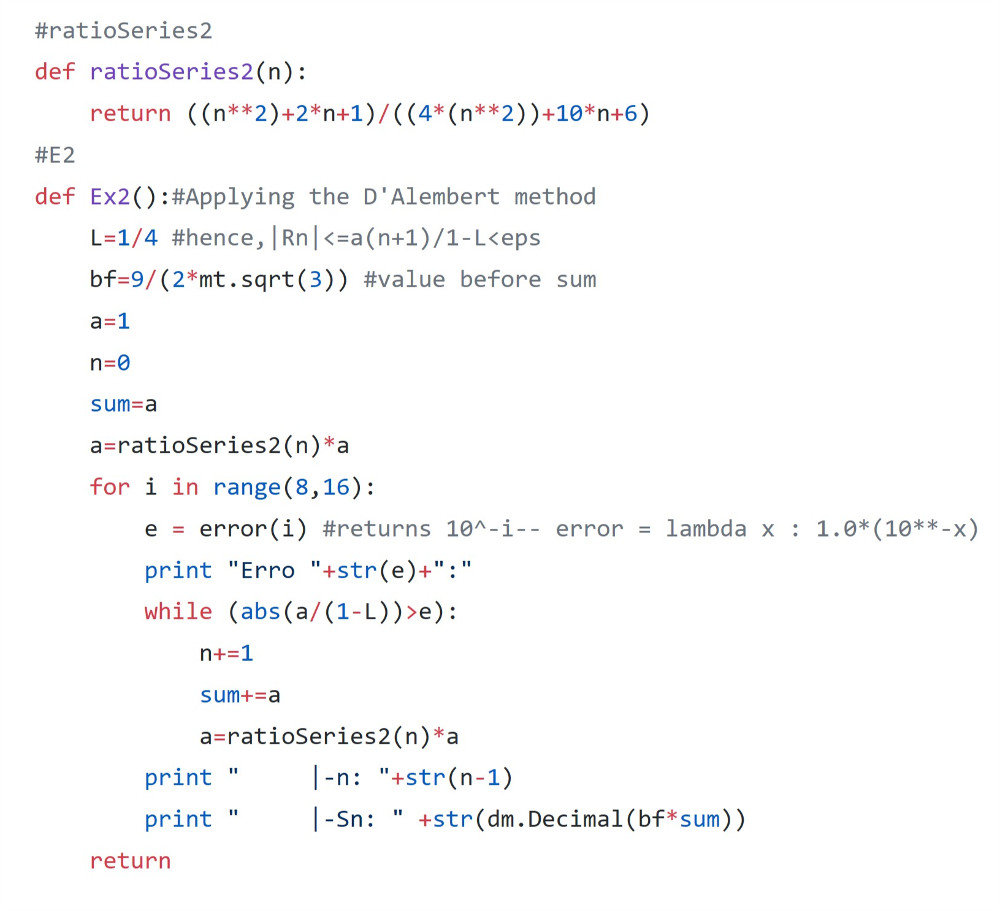 #ratioSeries2
def ratioSeries2(n):
    return ((n**2)+2*n+1)/((4*(n**2))+10*n+6)
#E2
def Ex2():#Applying the D'Alembert method
    L=1/4 #hence,|Rn|<=a(n+1)/1-L<eps
    bf=9/(2*mt.sqrt(3)) #value before sum
    a=1
    n=0
    sum=a
    a=ratioSeries2(n)*a
    for i in range(8,16):
        e = error(i) #returns 10^-i-- error = lambda x : 1.0*(10**-x)
        print "Erro "+str(e)+":"
        while (abs(a/(1-L))>e):
            n+=1
            sum+=a
            a=ratioSeries2(n)*a
        print "     |-n: "+str(n-1)
        print "     |-Sn: " +str(dm.Decimal(bf*sum))
    return